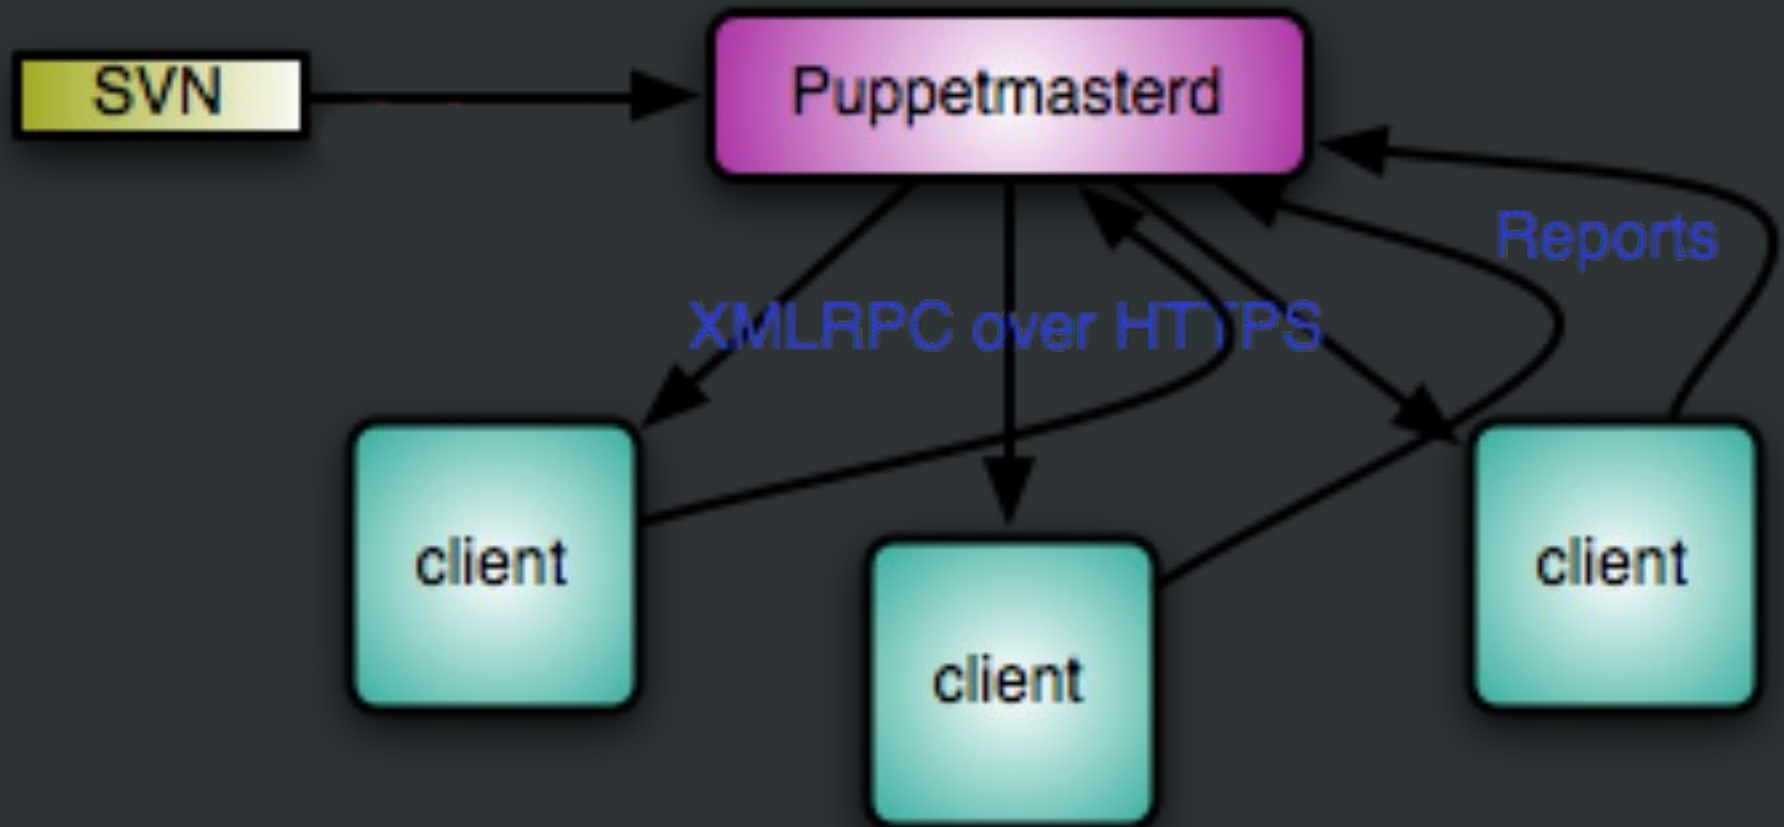 SVN
Puppetmasterd
Reports
XMLRPC over HTTPS
client
client
client